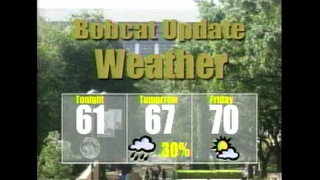 Bobcat Update
Weather
Tonight Tomorrow Friday
61 67 70
30%